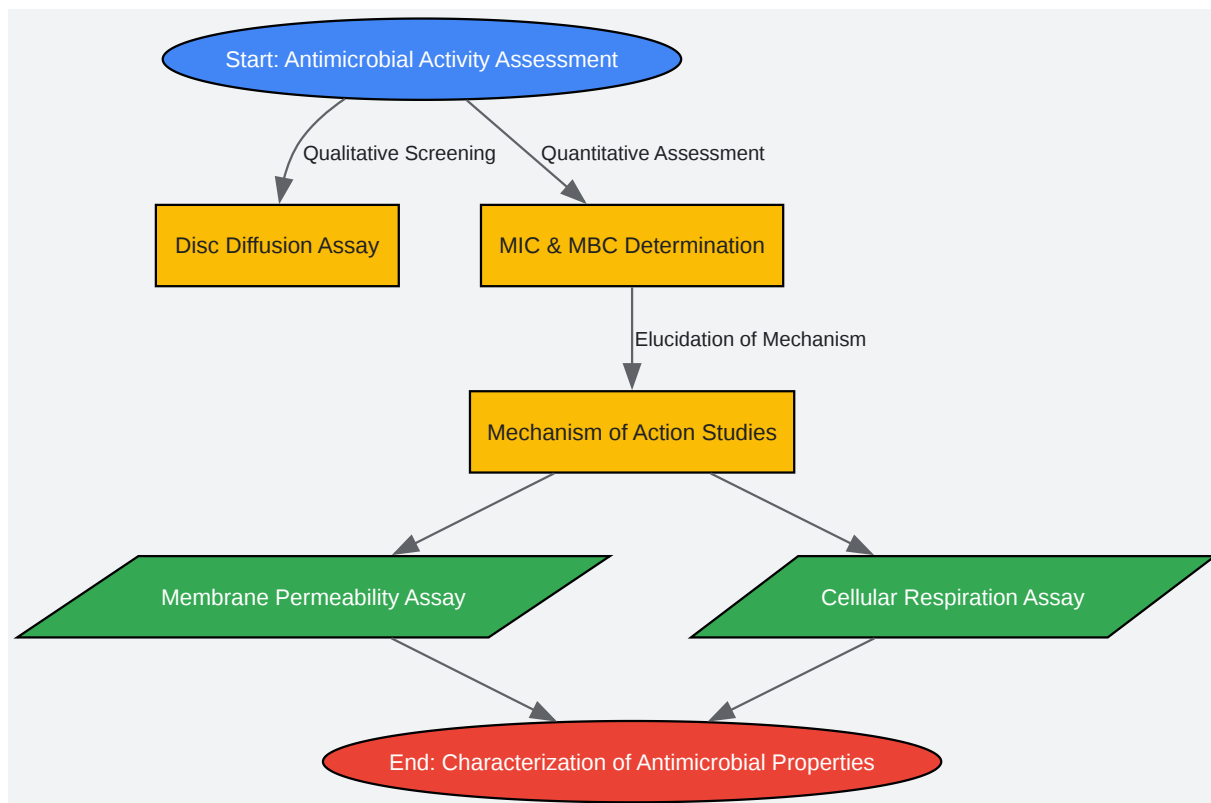 Start: Antimicrobial Activity Assessment
Qualitative Screening
Quantitative Assessment
Disc Diffusion Assay
MIC & MBC Determination
Elucidation of Mechanism
Mechanism of Action Studies
Membrane Permeability Assay
Cellular Respiration Assay
End: Characterization of Antimicrobial Properties